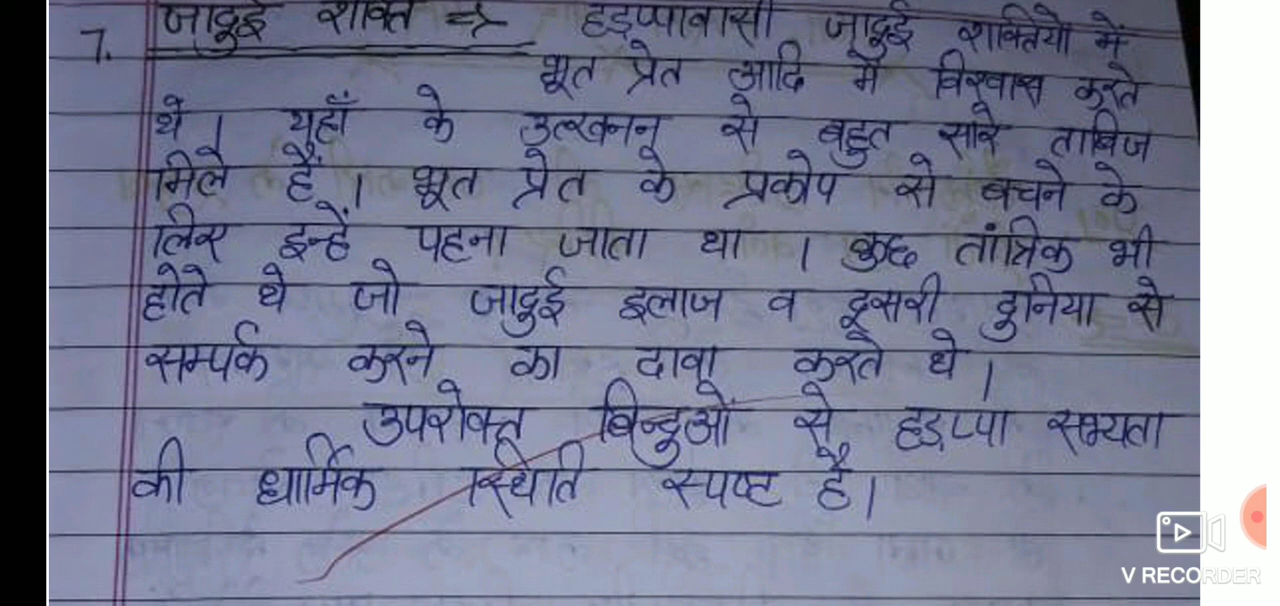 7. जादुई शक्ति => हड़प्पावासी जादुई शक्तियों में
भूत प्रेत आदि में विश्वास करते
थे । यहाँ के उत्खनन से बहुत सारे ताबिज
मिले हैं । भूत प्रेत के प्रकोप से बचने के
लिए इन्हें पहना जाता था । कुछ तांत्रिक भी
होते थे जो जादुई इलाज व दूसरी दुनिया से
सम्पर्क करने का दावा करते थे ।
उपरोक्त बिन्दुओं से हड़प्पा सभ्यता
की धार्मिक स्थिति स्पष्ट है ।
V RECORDER